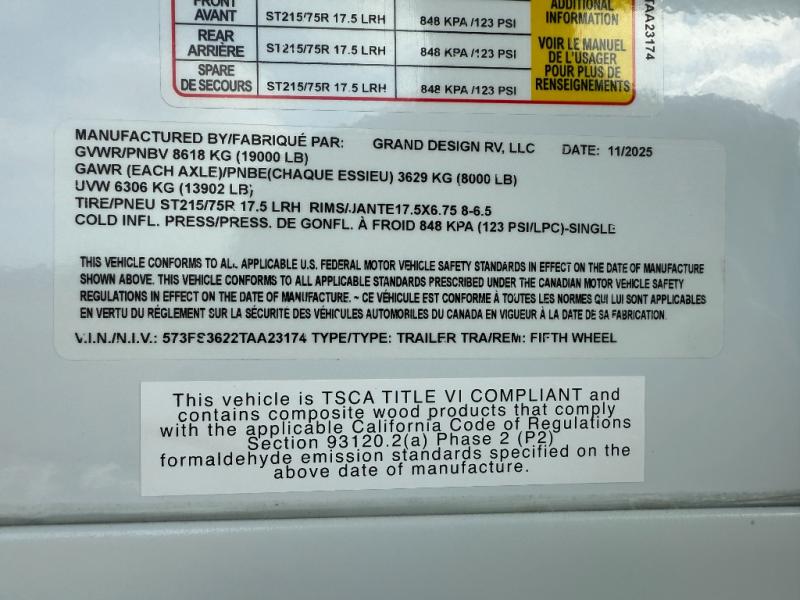 FRONT
AVANT
ST215/75R 17.5 LRH
848 KPA /123 PSI
REAR
ARRIÈRE
ST215/75R 17.5 LRH
848 KPA /123 PSI
SPARE
DE SECOURS
ST215/75R 17.5 LRH
848 KPA /123 PSI
ADDITIONAL
INFORMATION
VOIR LE MANUEL
DE L'USAGER
POUR PLUS DE
RENSEIGNEMENTS
TAA23174
MANUFACTURED BY/FABRIQUÉ PAR: GRAND DESIGN RV, LLC DATE: 11/2025
GVWR/PNBV 8618 KG (19000 LB)
GAWR (EACH AXLE)/PNBE(CHAQUE ESSIEU) 3629 KG (8000 LB)
UVW 6306 KG (13902 LB)
TIRE/PNEU ST215/75R 17.5 LRH RIMS/JANTE17.5X6.75 8-6.5
COLD INFL. PRESS/PRESS. DE GONFL. À FROID 848 KPA (123 PSI/LPC)-SINGLE
THIS VEHICLE CONFORMS TO ALL APPLICABLE U.S. FEDERAL MOTOR VEHICLE SAFETY STANDARDS IN EFFECT ON THE DATE OF MANUFACTURE
SHOWN ABOVE. THIS VEHICLE CONFORMS TO ALL APPLICABLE STANDARDS PRESCRIBED UNDER THE CANADIAN MOTOR VEHICLE SAFETY
REGULATIONS IN EFFECT ON THE DATE OF MANUFACTURE. ~ CE VÉHICULE EST CONFORME À TOUTES LES NORMES QUI LUI SONT APPLICABLES
EN VERTU DU RÉGLEMENT SUR LA SÉCURITÉ DES VÉHICULES AUTOMOBILES DU CANADA EN VIGUEUR À LA DATE DE SA FABRICATION.
V.I.N./N.I.V.: 573FS3622TAA23174 TYPE/TYPE: TRAILER TRA/REM: FIFTH WHEEL
This vehicle is TSCA TITLE VI COMPLIANT and
contains composite wood products that comply
with the applicable California Code of Regulations
Section 93120.2(a) Phase 2 (P2)
formaldehyde emission standards specified on the
above date of manufacture.